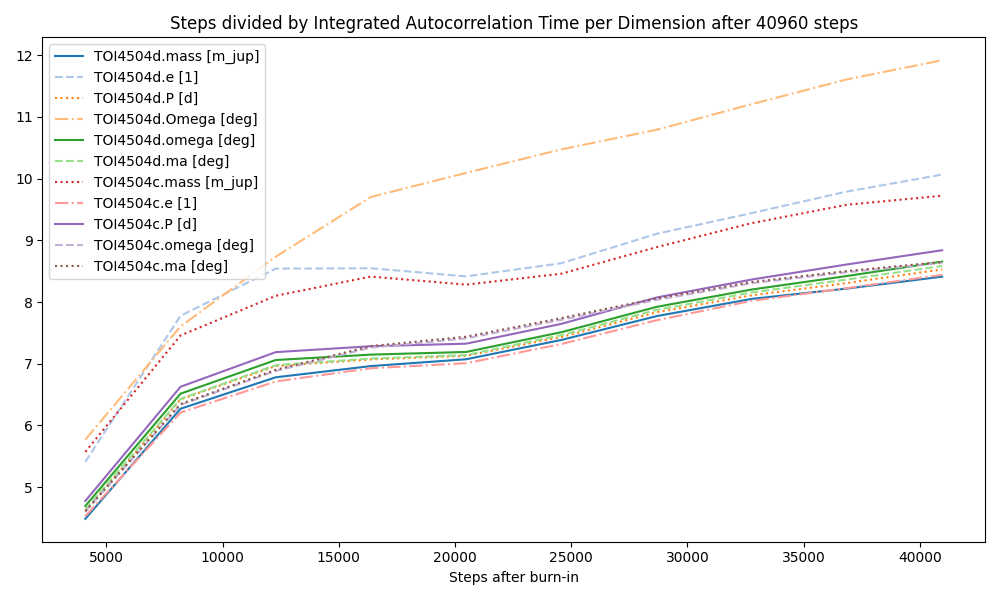 Steps divided by Integrated Autocorrelation Time per Dimension after 40960 steps
12
11
10
9
8
7
6
5
TOI4504d.mass [m_jup]
TOI4504d.e [1]
TOI4504d.P [d]
TOI4504d.Omega [deg]
TOI4504d.omega [deg]
TOI4504d.ma [deg]
TOI4504c.mass [m_jup]
TOI4504c.e [1]
TOI4504c.P [d]
TOI4504c.omega [deg]
TOI4504c.ma [deg]
5000 10000 15000 20000 25000 30000 35000 40000
Steps after burn-in